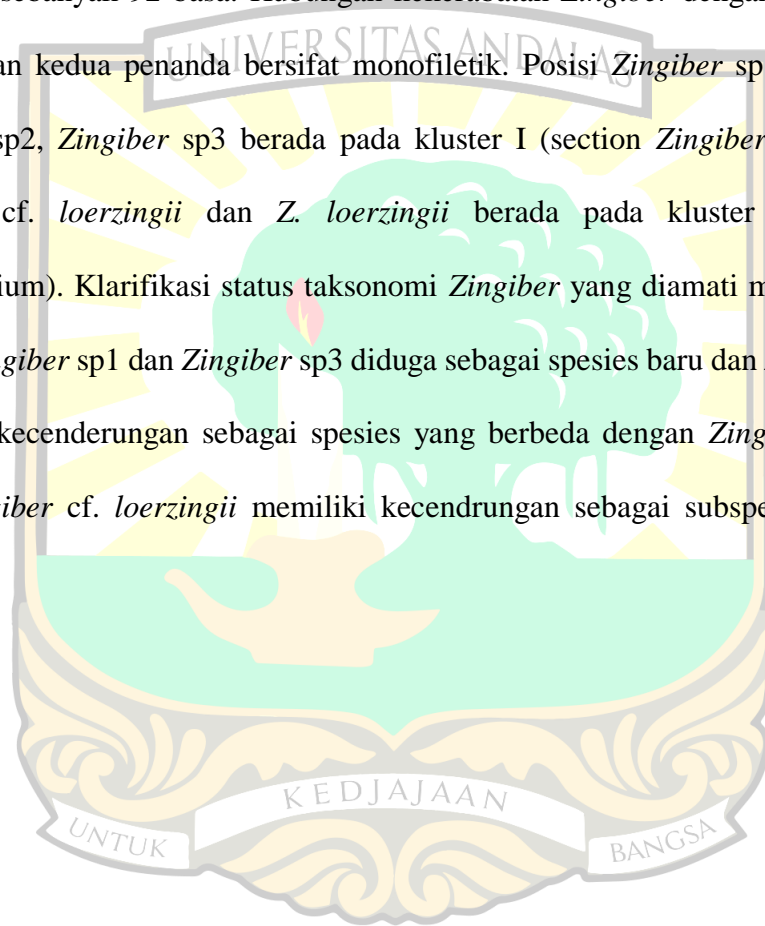 sebanyak 92 basa. Hubungan kekerabatan Zingiber dengan
an kedua penanda bersifat monofiletik. Posisi Zingiber sp
sp2, Zingiber sp3 berada pada kluster I (section Zingiber
cf. loerzingii dan Z. loerzingii berada pada kluster
ium). Klarifikasi status taksonomi Zingiber yang diamati m
giber sp1 dan Zingiber sp3 diduga sebagai spesies baru dan
kecenderungan sebagai spesies yang berbeda dengan Zing
iber cf. loerzingii memiliki kecendrungan sebagai subspe
UNIVERSITAS ANDALAS
KEDJAJAAN
UNTUK
BANGSA